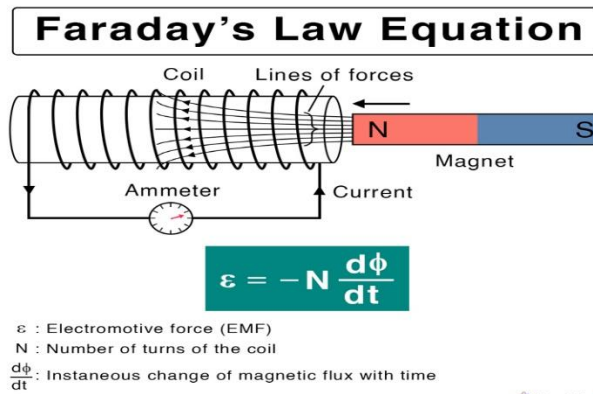 Faraday's Law Equation
Coil
Lines of forces
N
S
Magnet
Ammeter
Current
ε = −N dϕ/dt
ε : Electromotive force (EMF)
N : Number of turns of the coil
dϕ/dt : Instaneous change of magnetic flux with time